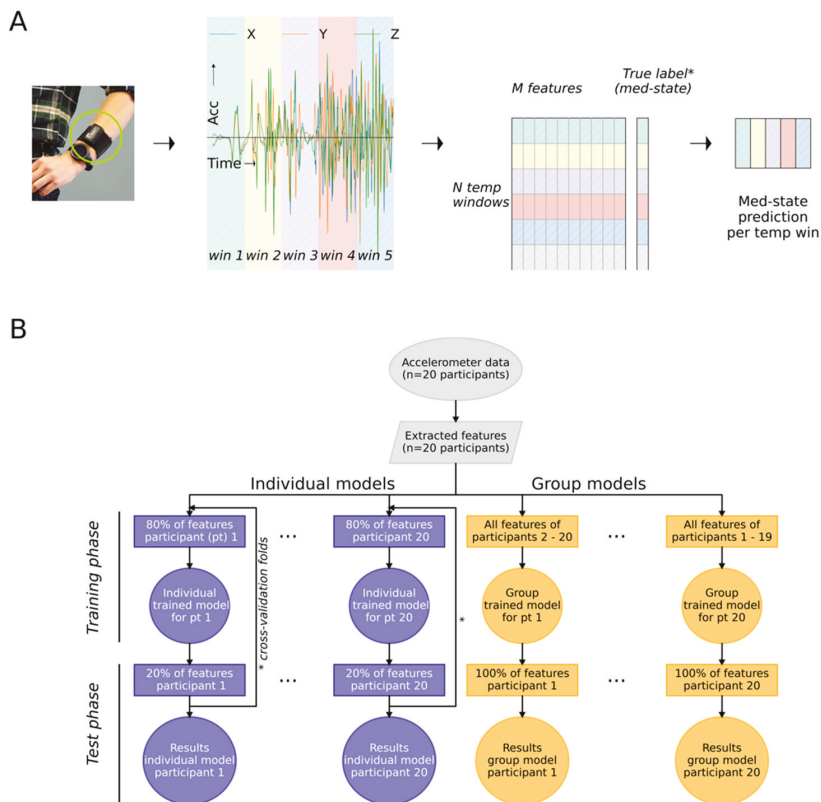 A
X
Y
Z
Acc
Time
win 1
win 2
win 3
win 4
win 5
M features
True label*
(med-state)
N temp
windows
Med-state
prediction
per temp win
B
Accelerometer data
(n=20 participants)
Extracted features
(n=20 participants)
Individual models
Group models
Training phase
80% of features
participant (pt) 1
...
80% of features
participant 20
All features of
participants 2 - 20
...
All features of
participants 1 - 19
Individual
trained model
for pt 1
* cross-validation folds
Individual
trained model
for pt 20
*
Group
trained model
for pt 1
Group
trained model
for pt 20
Test phase
20% of features
participant 1
...
20% of features
participant 20
100% of features
participant 1
...
100% of features
participant 20
Results
individual model
participant 1
Results
individual model
participant 20
Results
group model
participant 1
Results
group model
participant 20